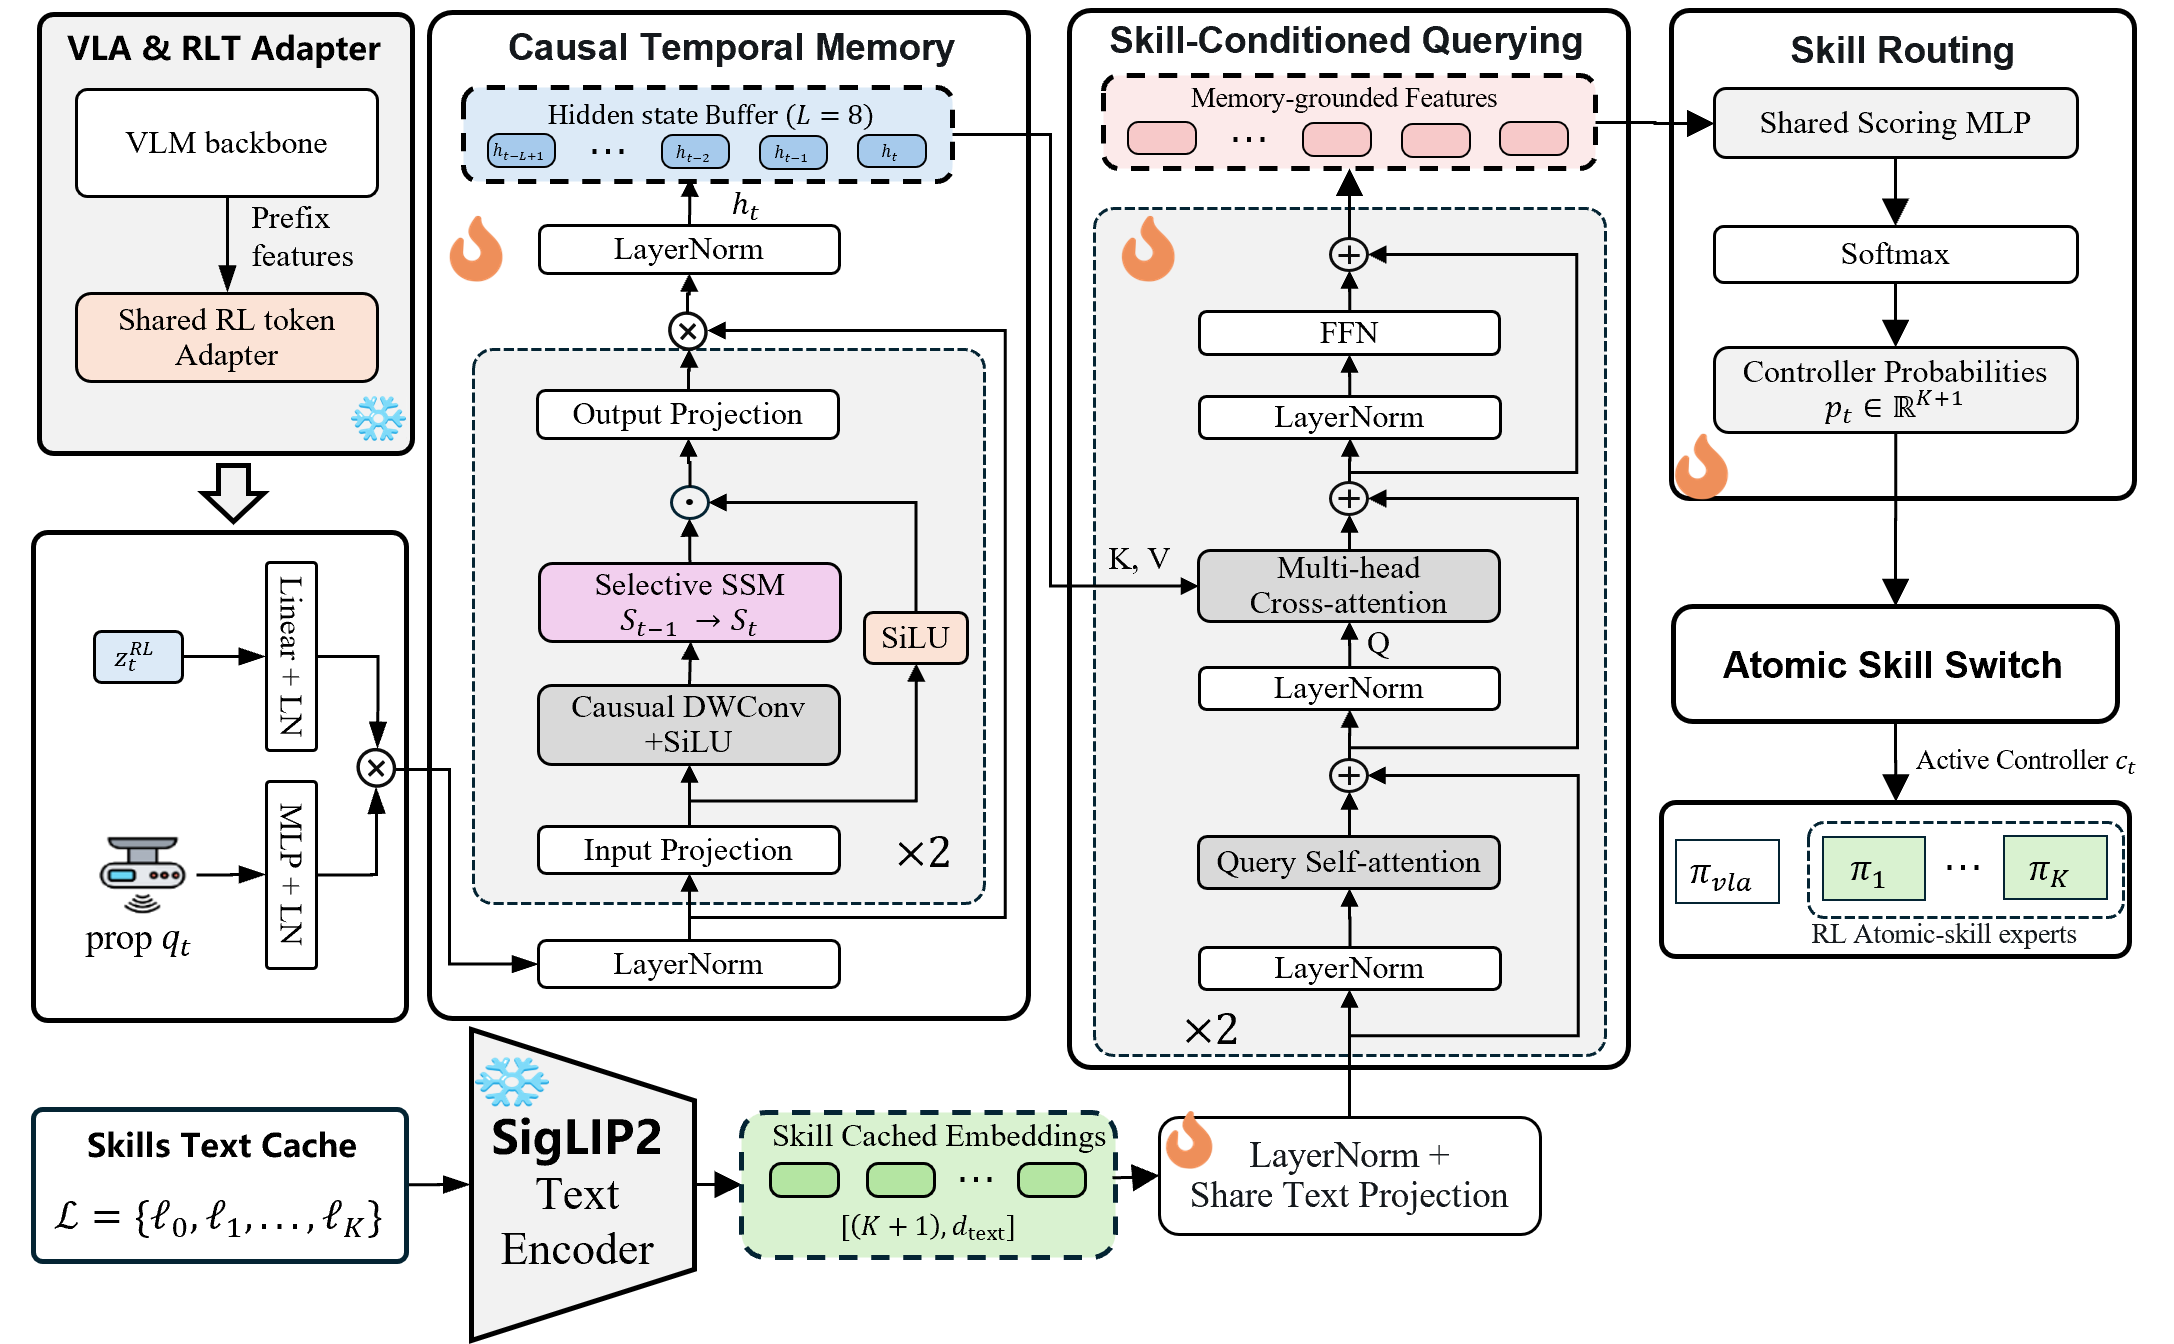 VLA & RLT Adapter
VLM backbone
Prefix
features
Shared RL token
Adapter
z_t^{RL}
Linear + LN
MLP + LN
prop q_t
Causal Temporal Memory
Hidden state Buffer (L = 8)
h_{t-L+1} ⋯ h_{t-2} h_{t-1} h_t
h_t
LayerNorm
Output Projection
Selective SSM
S_{t-1} → S_t
SiLU
Causual DWConv
+SiLU
Input Projection
×2
LayerNorm
Skill-Conditioned Querying
Memory-grounded Features
⋯
FFN
LayerNorm
K, V
Multi-head
Cross-attention
Q
LayerNorm
Query Self-attention
LayerNorm
×2
Skill Routing
Shared Scoring MLP
Softmax
Controller Probabilities
p_t ∈ ℝ^{K+1}
Atomic Skill Switch
Active Controller c_t
π_{vla} π_1 ⋯ π_K
RL Atomic-skill experts
Skills Text Cache
ℒ = {ℓ_0, ℓ_1, ..., ℓ_K}
SigLIP2
Text
Encoder
Skill Cached Embeddings
⋯
[(K + 1), d_{text}]
LayerNorm +
Share Text Projection